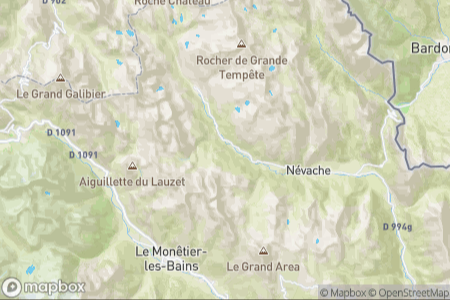 D 902
Roche Château
Rocher de Grande
Tempête
Bardon
Le Grand Galibier
D 1091
D 1091
Aiguillette du Lauzet
Névache
D 994g
Le Monêtier-
les-Bains
Le Grand Area
mapbox
© Mapbox © OpenStreetMap